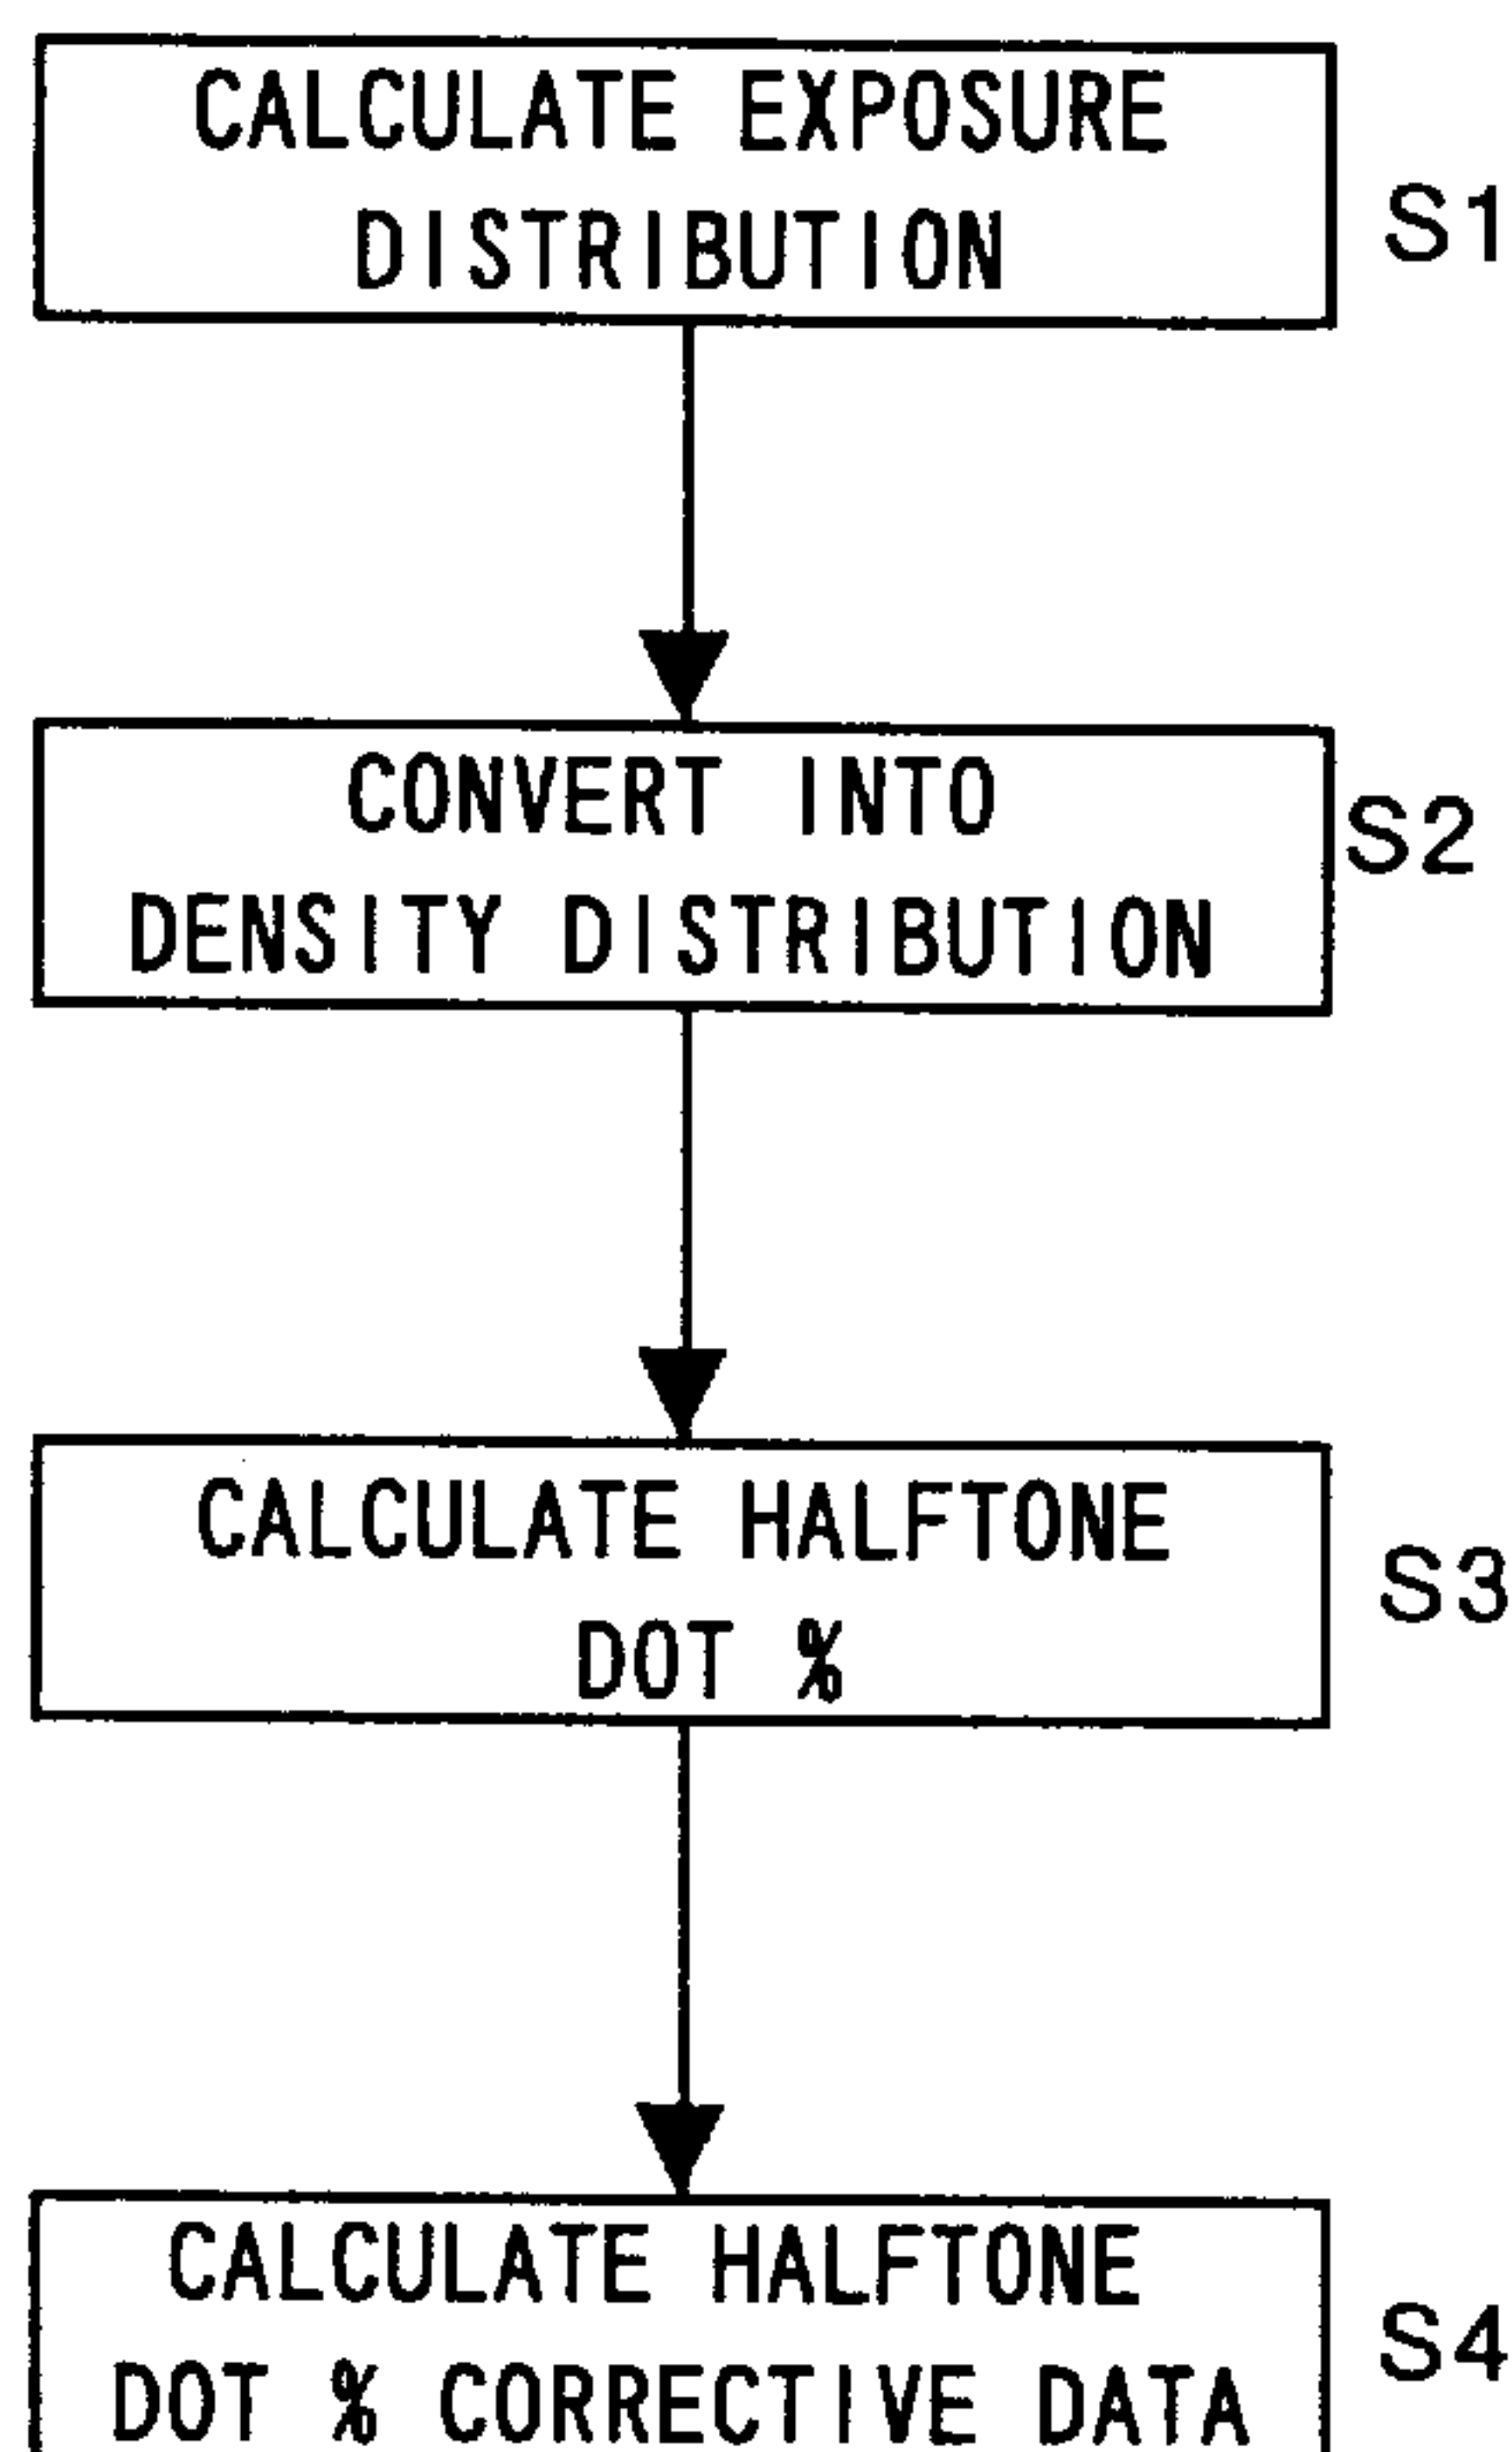 CALCULATE EXPOSURE
DISTRIBUTION
S1
CONVERT INTO
DENSITY DISTRIBUTION
S2
CALCULATE HALFTONE
DOT %
S3
CALCULATE HALFTONE
DOT % CORRECTIVE DATA
S4